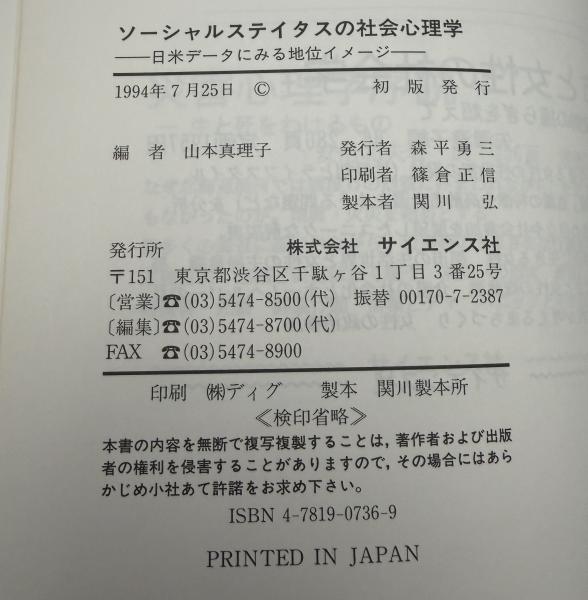 ソーシャルステイタスの社会心理学
――日米データにみる地位イメージ――
1994年7月25日 © 初版発行
編者 山本真理子 発行者 森平勇三
印刷者 篠倉正信
製本者 関川 弘
発行所 株式会社 サイエンス社
〒151 東京都渋谷区千駄ヶ谷1丁目3番25号
〔営業〕☎(03)5474-8500(代) 振替 00170-7-2387
〔編集〕☎(03)5474-8700(代)
FAX ☎(03)5474-8900
印刷 ㈱ディグ 製本 関川製本所
≪検印省略≫
本書の内容を無断で複写複製することは,著作者および出版
者の権利を侵害することがありますので,その場合にはあら
かじめ小社あて許諾をお求め下さい。
ISBN 4-7819-0736-9
PRINTED IN JAPAN